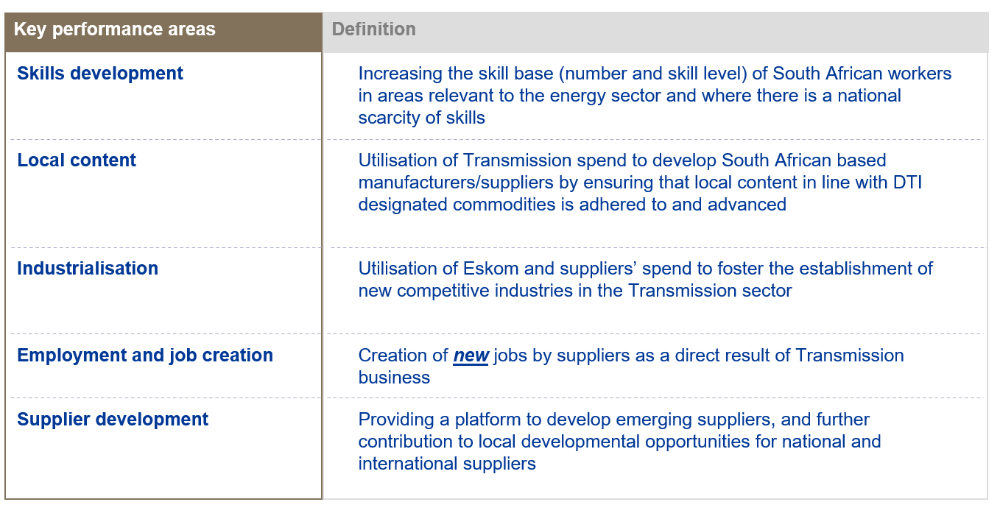 Key performance areas
Definition
Skills development
Increasing the skill base (number and skill level) of South African workers
in areas relevant to the energy sector and where there is a national
scarcity of skills
Local content
Utilisation of Transmission spend to develop South African based
manufacturers/suppliers by ensuring that local content in line with DTI
designated commodities is adhered to and advanced
Industrialisation
Utilisation of Eskom and suppliers’ spend to foster the establishment of
new competitive industries in the Transmission sector
Employment and job creation
Creation of new jobs by suppliers as a direct result of Transmission
business
Supplier development
Providing a platform to develop emerging suppliers, and further
contribution to local developmental opportunities for national and
international suppliers